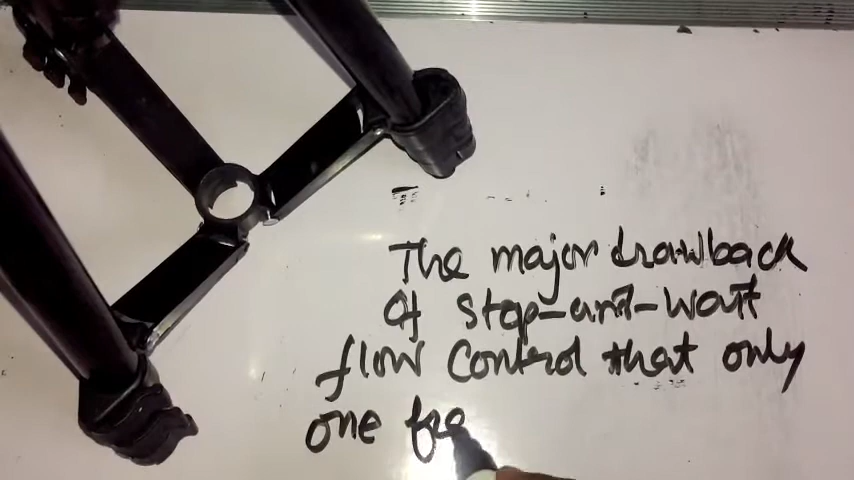 The major drawback
of stop-and-wait
flow control that only
one fra